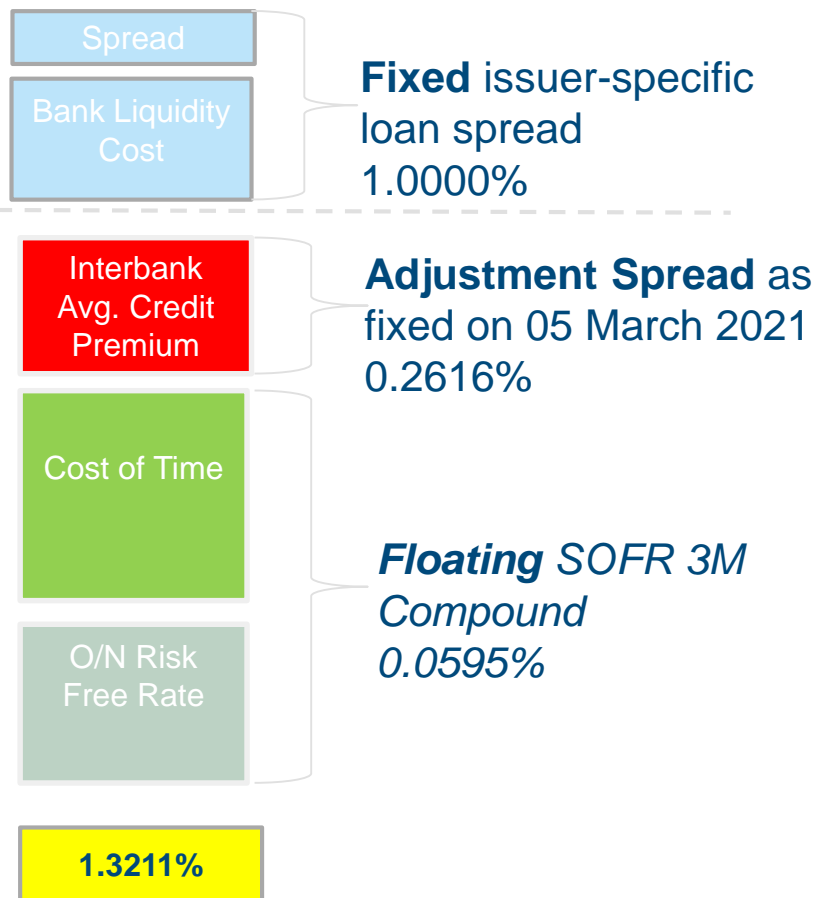 Spread
Bank Liquidity
Cost
Fixed issuer-specific
loan spread
1.0000%
Interbank
Avg. Credit
Premium
Adjustment Spread as
fixed on 05 March 2021
0.2616%
Cost of Time
O/N Risk
Free Rate
Floating SOFR 3M
Compound
0.0595%
1.3211%